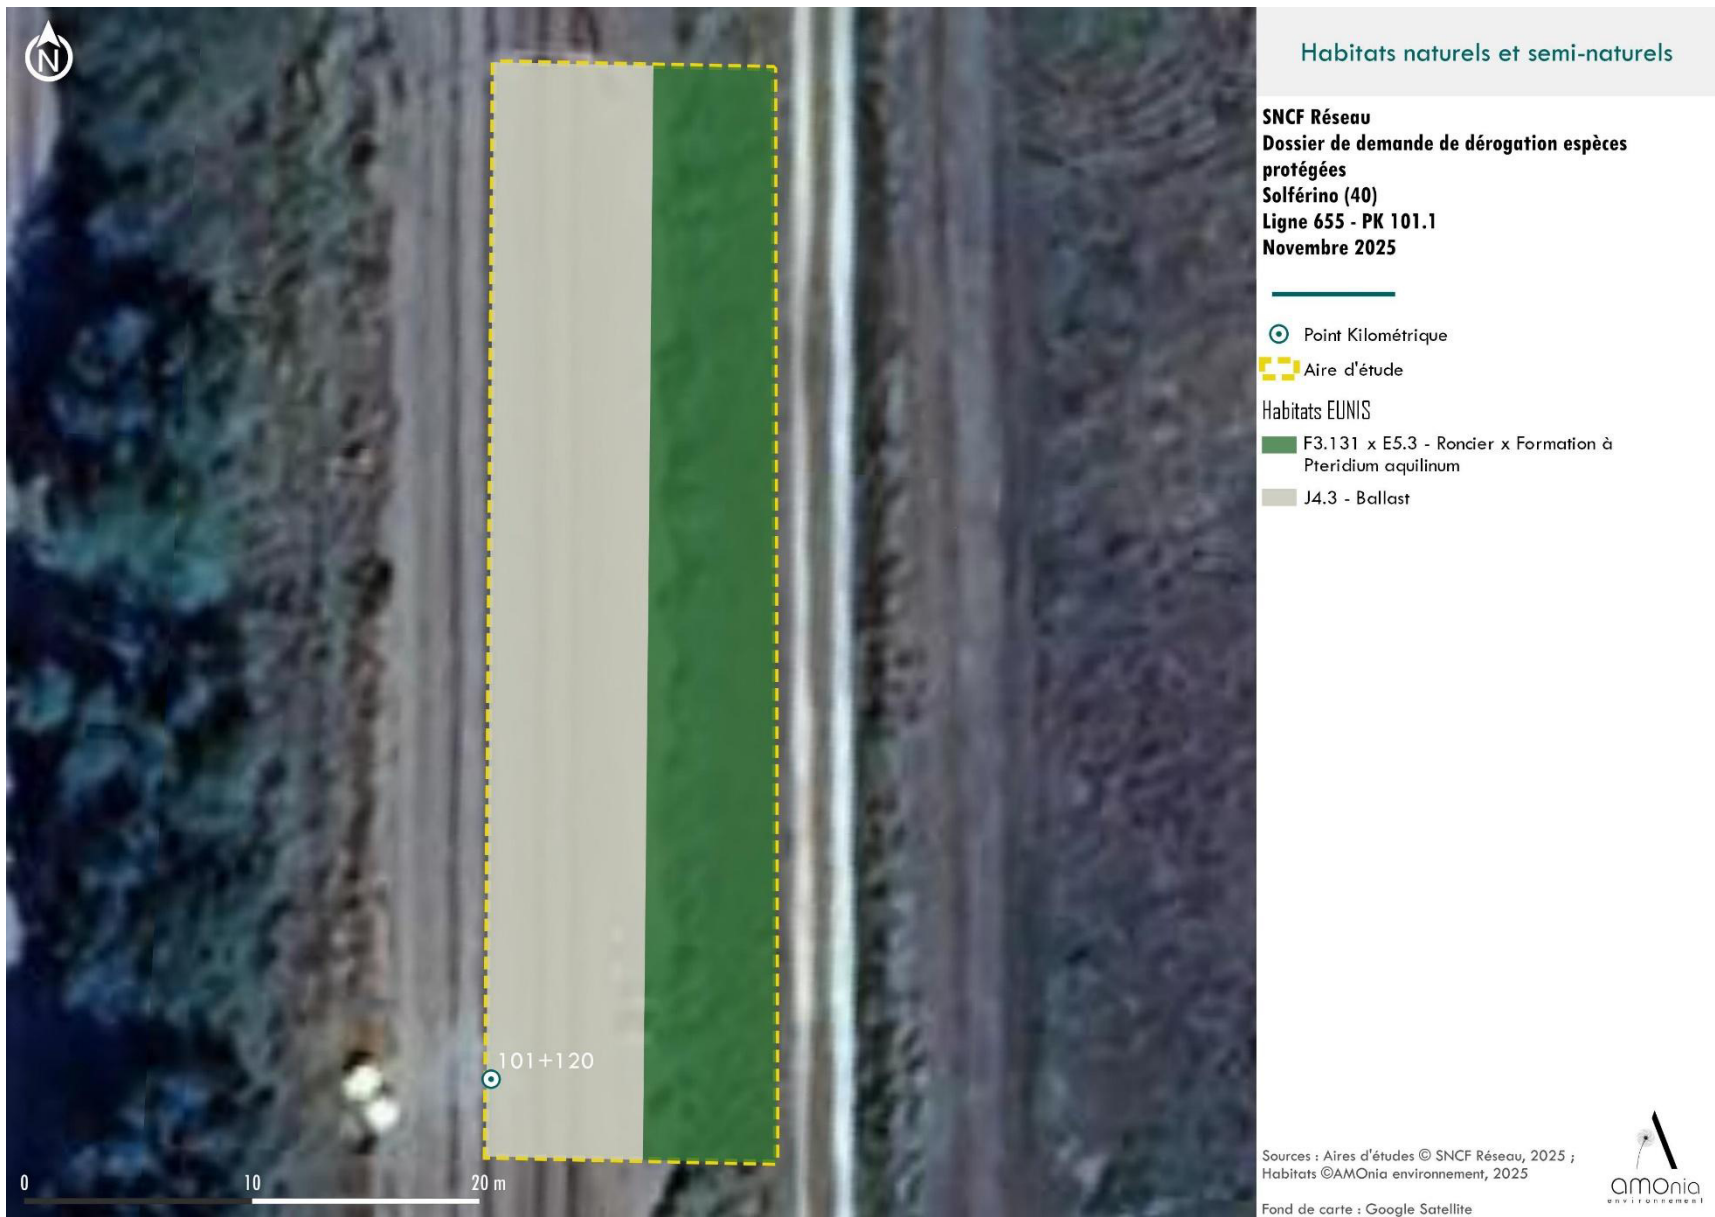 N
Habitats naturels et semi-naturels
SNCF Réseau
Dossier de demande de dérogation espèces
protégées
Solférino (40)
Ligne 655 - PK 101.1
Novembre 2025
Point Kilométrique
Aire d'étude
Habitats EUNIS
F3.131 x E5.3 - Roncier x Formation à
Pteridium aquilinum
J4.3 - Ballast
101+120
0 10 20 m
Sources : Aires d'études © SNCF Réseau, 2025 ;
Habitats ©AMOnia environnement, 2025
Fond de carte : Google Satellite
aMOnia
environnement